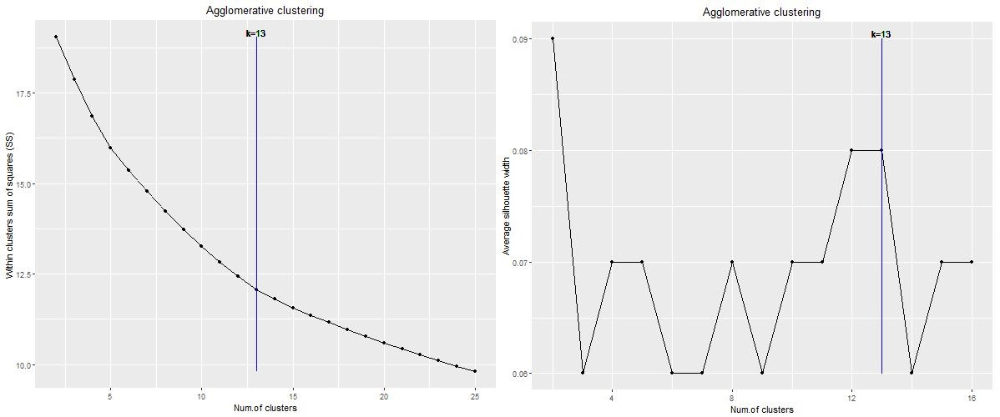 Agglomerative clustering
k=13
17.5
15.0
12.5
10.0
Within clusters sum of squares (SS)
5
10
15
20
25
Num.of clusters
Agglomerative clustering
k=13
0.09
0.08
0.07
0.06
Average silhouette width
4
8
12
16
Num.of clusters